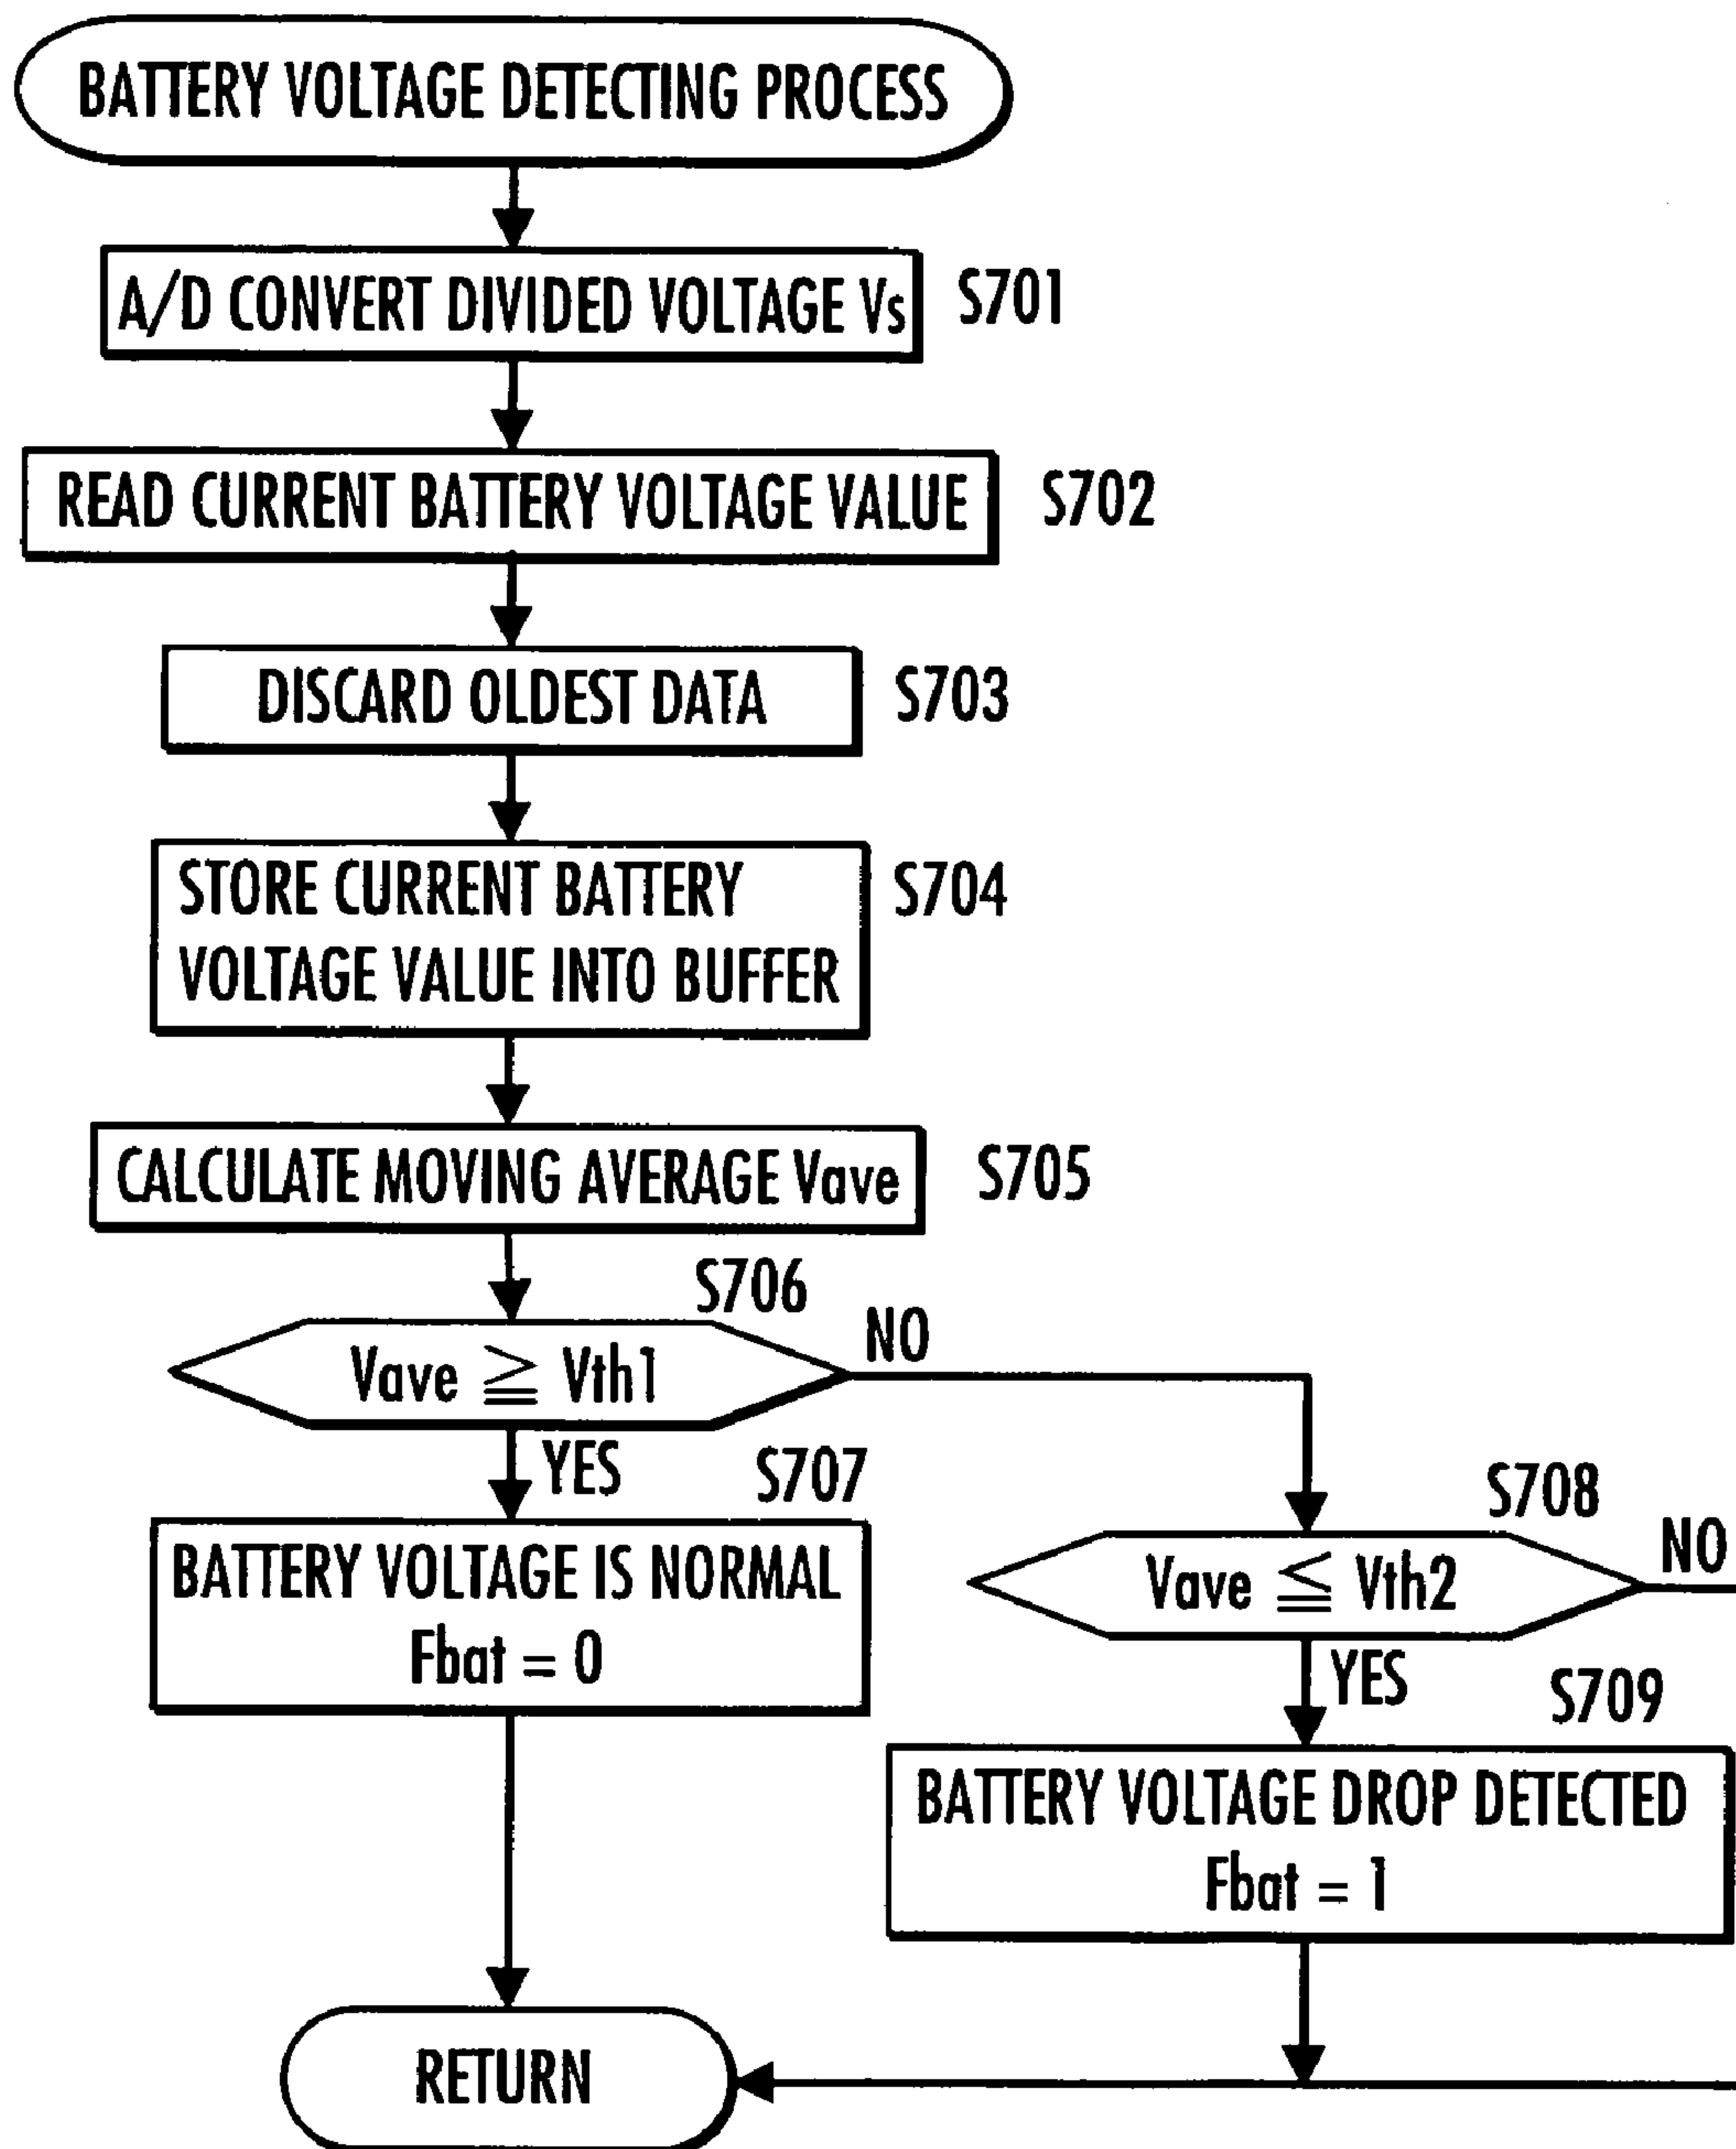 BATTERY VOLTAGE DETECTING PROCESS
A/D CONVERT DIVIDED VOLTAGE Vs
S701
READ CURRENT BATTERY VOLTAGE VALUE
S702
DISCARD OLDEST DATA
S703
STORE CURRENT BATTERY
VOLTAGE VALUE INTO BUFFER
S704
CALCULATE MOVING AVERAGE Vave
S705
S706
Vave ≧ Vth1
NO
YES
S707
BATTERY VOLTAGE IS NORMAL
Fbat = 0
S708
Vave ≦ Vth2
NO
YES
S709
BATTERY VOLTAGE DROP DETECTED
Fbat = 1
RETURN